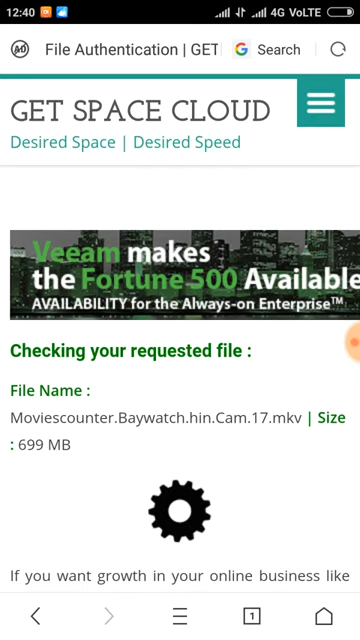 12:40
4G VoLTE
File Authentication | GET
G Search
GET SPACE CLOUD
Desired Space | Desired Speed
Veeam makes
the Fortune 500 Available
AVAILABILITY for the Always-on Enterprise™
Checking your requested file :
File Name :
Moviescounter.Baywatch.hin.Cam.17.mkv | Size
: 699 MB
If you want growth in your online business like
1